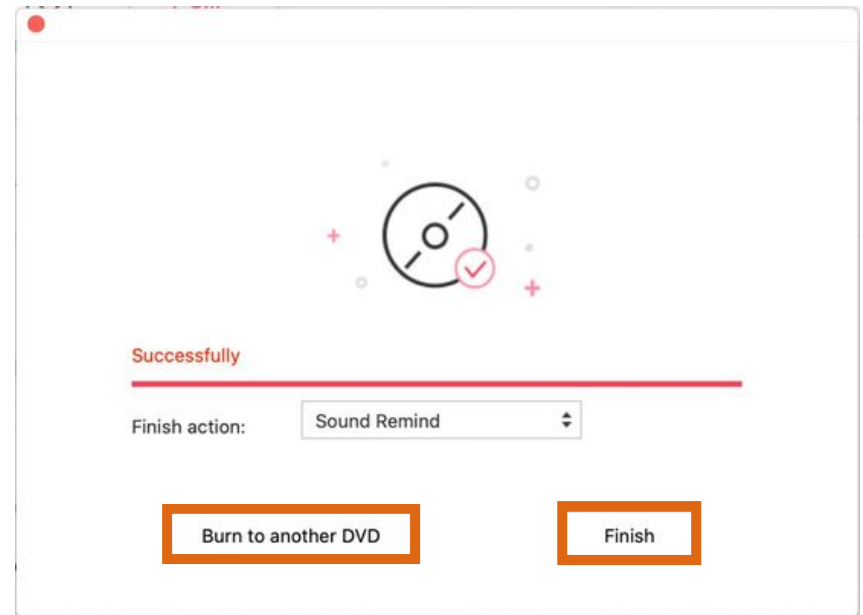 Successfully
Finish action:
Sound Remind
Burn to another DVD
Finish